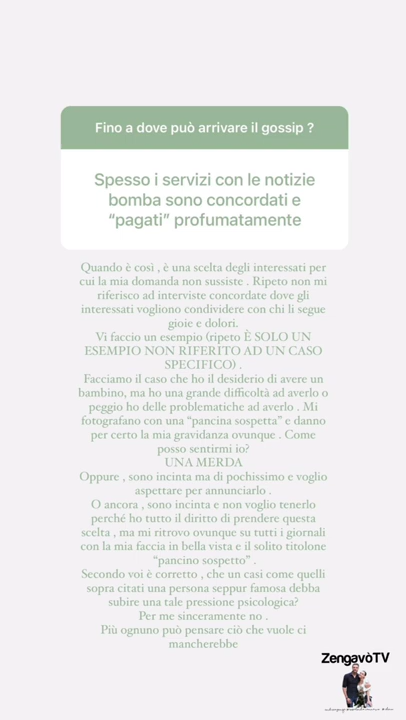 Fino a dove può arrivare il gossip ?
Spesso i servizi con le notizie
bomba sono concordati e
“pagati” profumatamente
Quando è così , è una scelta degli interessati per
cui la mia domanda non sussiste . Ripeto non mi
riferisco ad interviste concordate dove gli
interessati vogliono condividere con chi li segue
gioie e dolori.
Vi faccio un esempio (ripeto È SOLO UN
ESEMPIO NON RIFERITO AD UN CASO
SPECIFICO) .
Facciamo il caso che ho il desiderio di avere un
bambino, ma ho una grande difficoltà ad averlo o
peggio ho delle problematiche ad averlo . Mi
fotografano con una “pancina sospetta” e danno
per certo la mia gravidanza ovunque . Come
posso sentirmi io?
UNA MERDA
Oppure , sono incinta ma di pochissimo e voglio
aspettare per annunciarlo .
O ancora , sono incinta e non voglio tenerlo
perché ho tutto il diritto di prendere questa
scelta , ma mi ritrovo ovunque su tutti i giornali
con la mia faccia in bella vista e il solito titolone
“pancino sospetto” .
Secondo voi è corretto , che un casi come quelli
sopra citati una persona seppur famosa debba
subire una tale pressione psicologica?
Per me sinceramente no .
Più ognuno può pensare ciò che vuole ci
mancherebbe
ZengavòTV